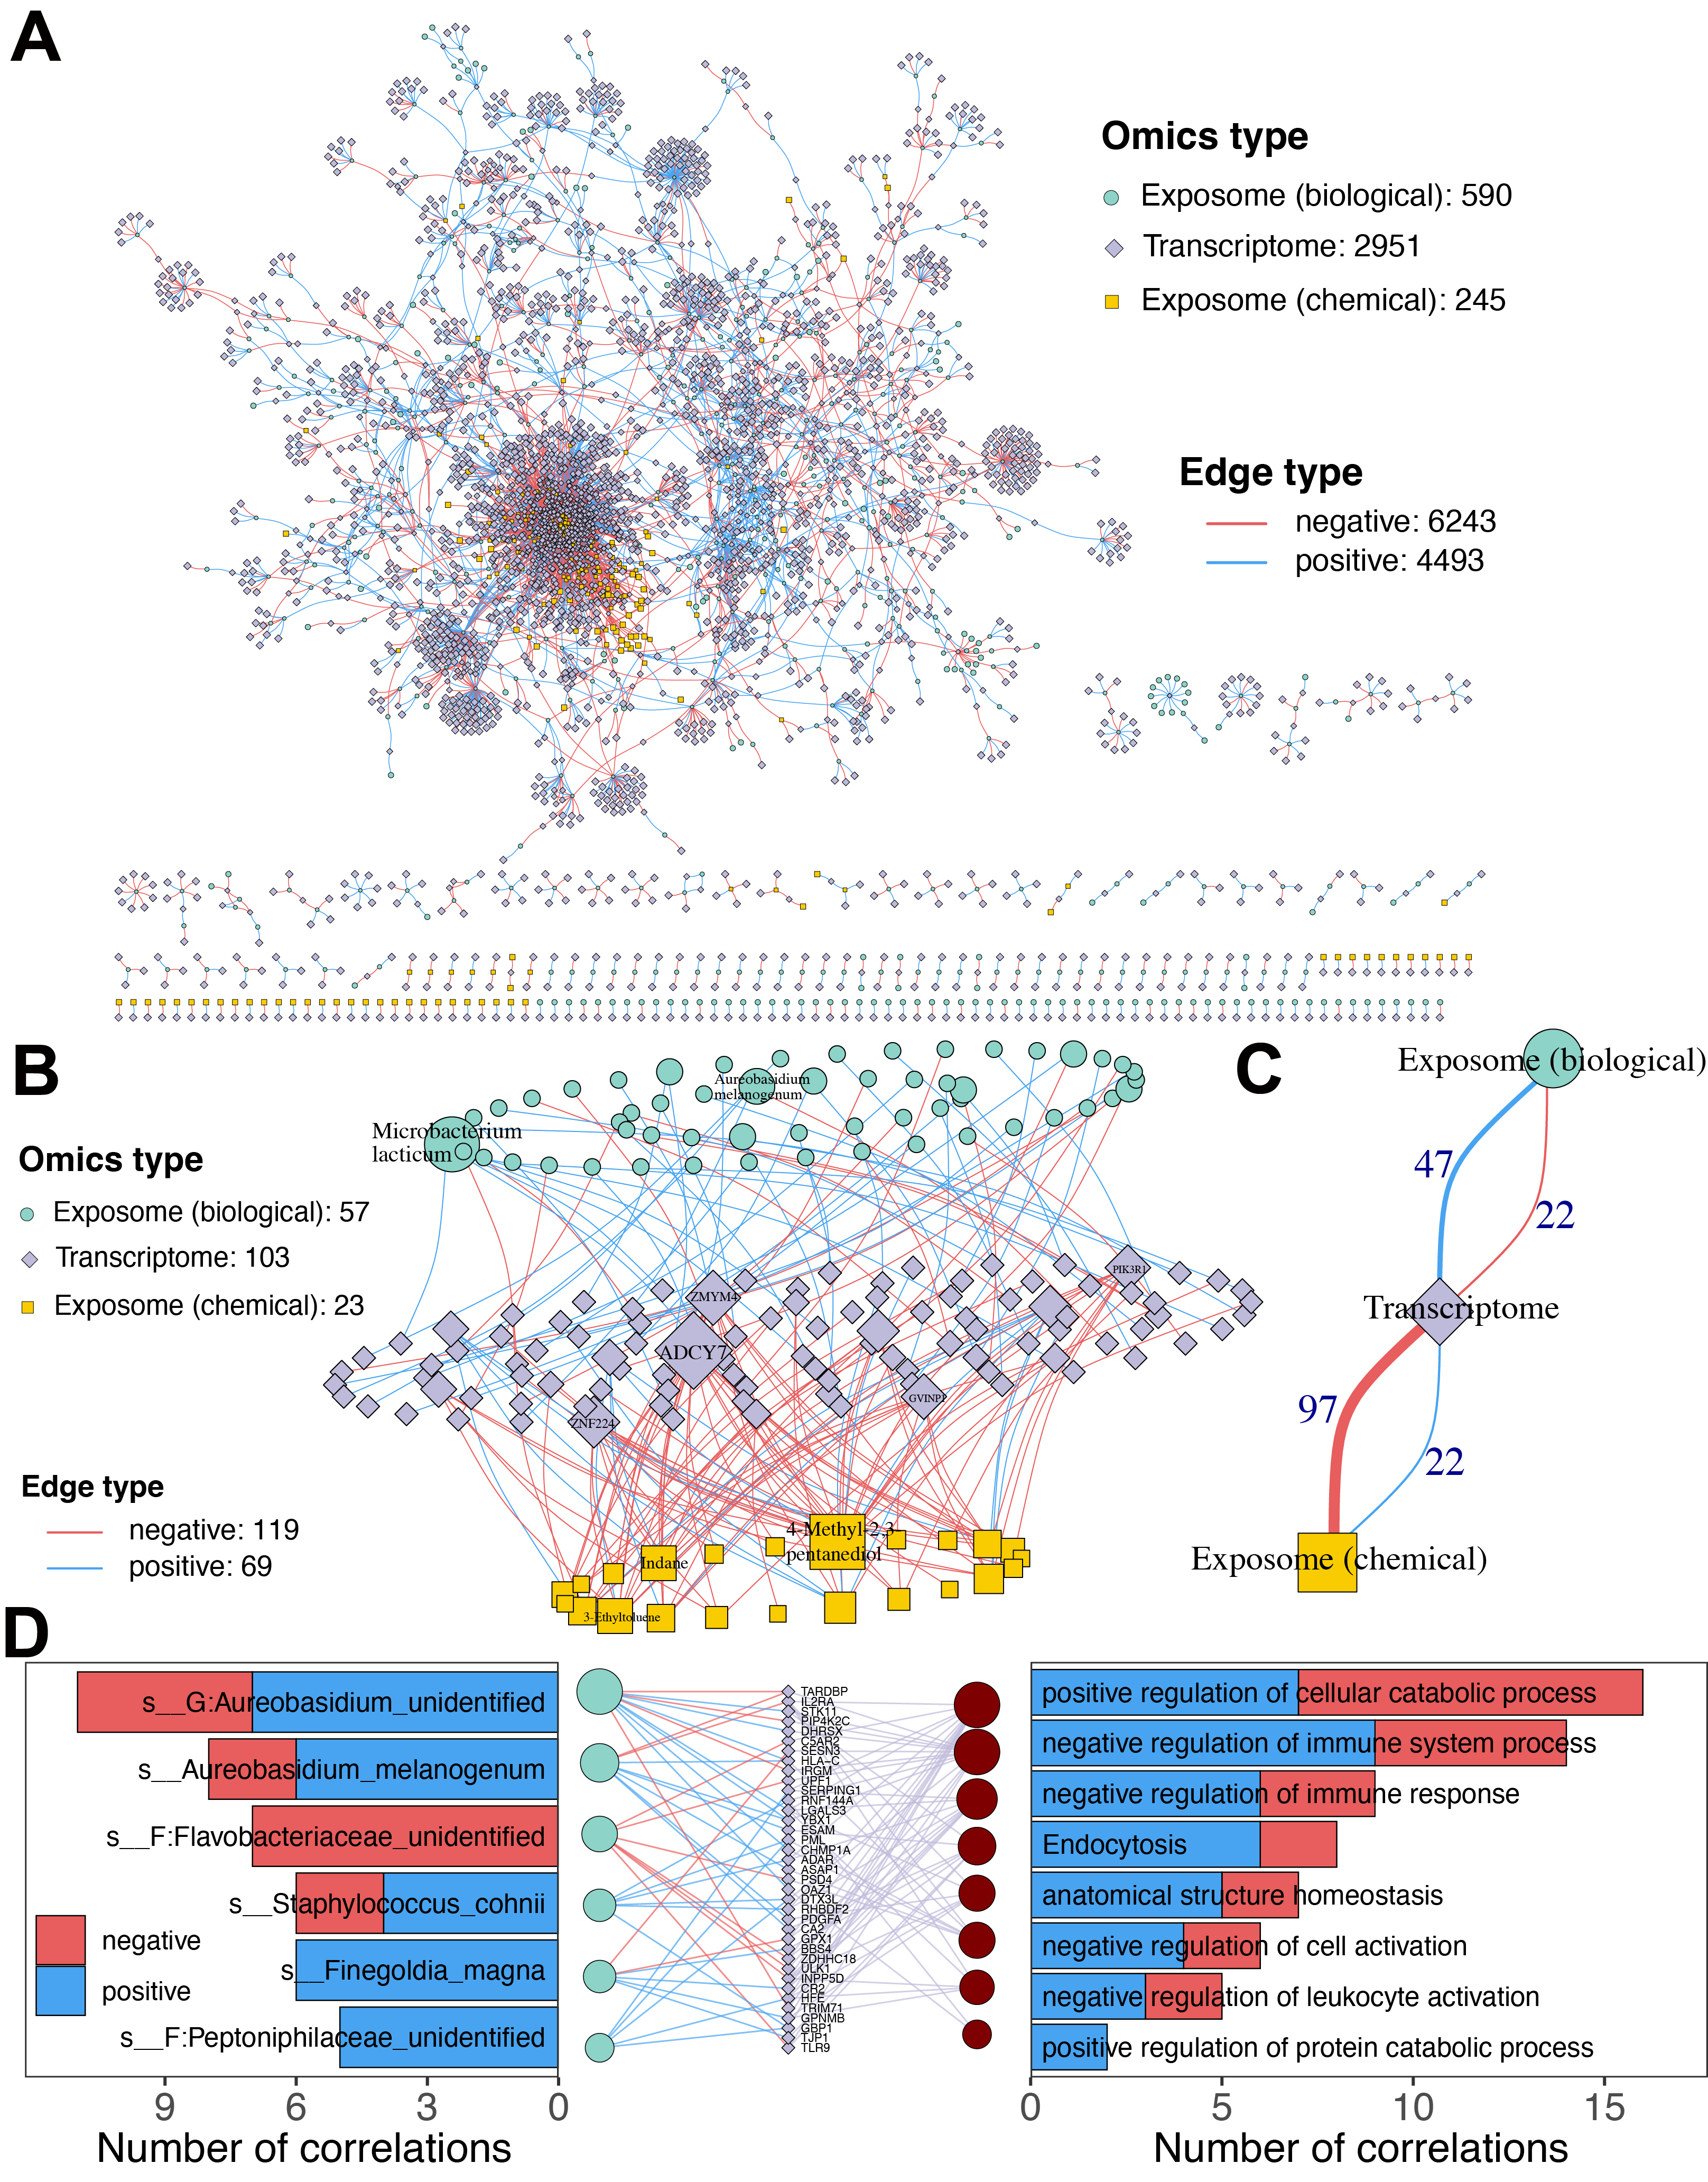 A
Omics type
Exposome (biological): 590
Transcriptome: 2951
Exposome (chemical): 245
Edge type
negative: 6243
positive: 4493
B
Omics type
Exposome (biological): 57
Transcriptome: 103
Exposome (chemical): 23
Edge type
negative: 119
positive: 69
Aureobasidium
melanogenum
Microbacterium
lacticum
PIK3R1
ZMYM4
ADCY7
GVINP1
ZNF224
4-Methyl-2,3-
pentanediol
Indane
3-Ethyltoluene
C
Exposome (biological)
47
22
Transcriptome
97
22
Exposome (chemical)
D
s__G:Aureobasidium_unidentified
s__Aureobasidium_melanogenum
s__F:Flavobacteriaceae_unidentified
s__Staphylococcus_cohnii
s__Finegoldia_magna
s__F:Peptoniphilaceae_unidentified
negative
positive
9 6 3 0
Number of correlations
TARDBP
IL2RA
STK11
PIP4K2C
DHRSX
C5AR2
SESN3
HLA-C
IRGM
UPF1
SERPING1
RNF144A
LGALS3
YBX1
ESAM
PML
CHMP1A
ADAR
ASAP1
PSD4
OAZ1
DTX3L
RHBDF2
PDGFA
CA2
GPX1
BBS4
ZDHHC18
ULK1
INPP5D
CR2
HFE
TRIM71
GPNMB
GBP1
TJP1
TLR9
positive regulation of cellular catabolic process
negative regulation of immune system process
negative regulation of immune response
Endocytosis
anatomical structure homeostasis
negative regulation of cell activation
negative regulation of leukocyte activation
positive regulation of protein catabolic process
0 5 10 15
Number of correlations